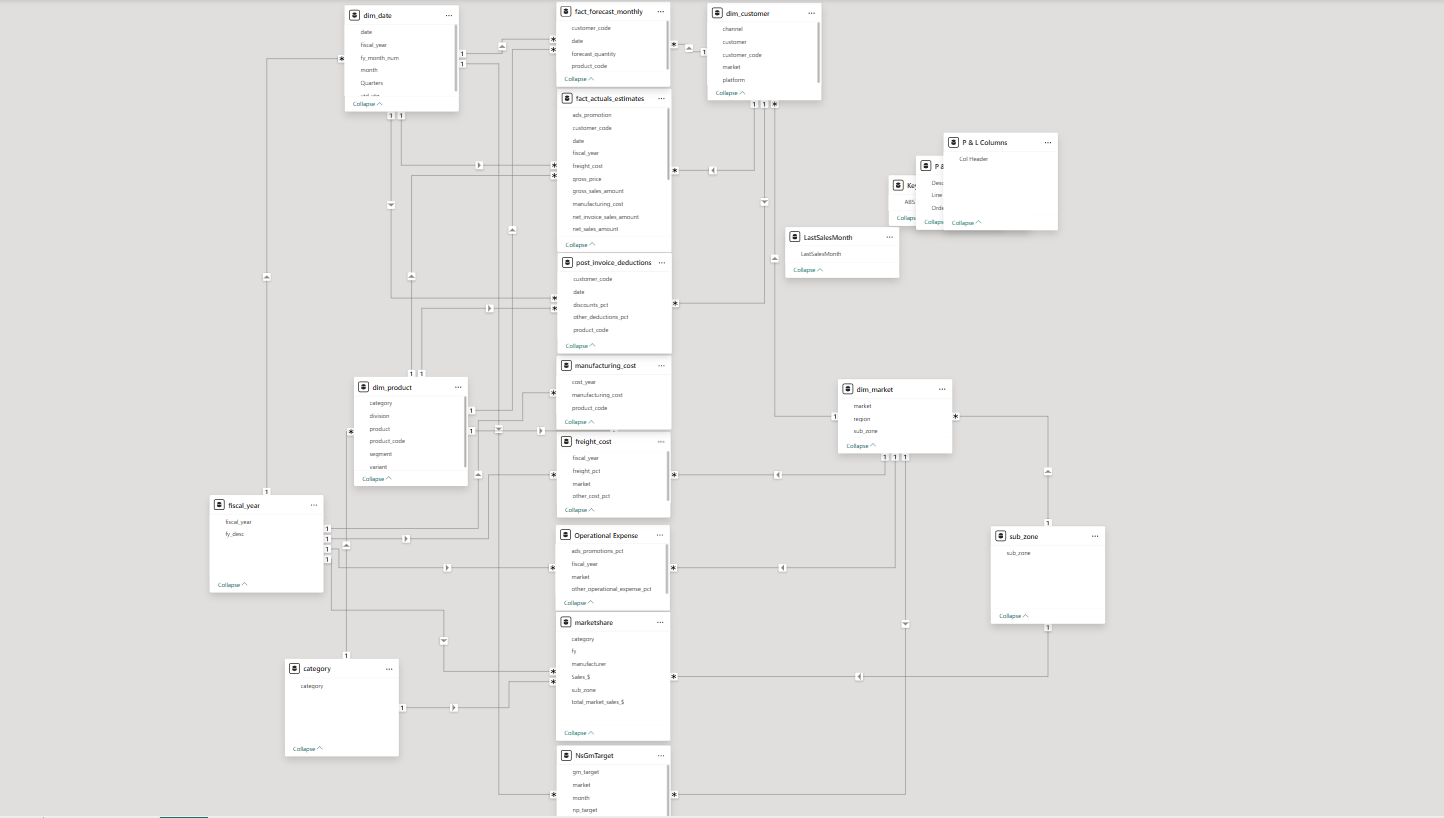 dim_date
date
fiscal_year
fy_month_num
month
Quarters
Collapse
fact_forecast_monthly
customer_code
date
forecast_quantity
product_code
Collapse
dim_customer
channel
customer
customer_code
market
platform
Collapse
fact_actuals_estimates
ads_promotion
customer_code
date
fiscal_year
freight_cost
gross_price
gross_sales_amount
manufacturing_cost
net_invoice_sales_amount
net_sales_amount
Collapse
P & L Columns
Col Header
Collapse
P &
Desc
Line
Orde
Collaps
Key
ABS
Collaps
LastSalesMonth
LastSalesMonth
Collapse
post_invoice_deductions
customer_code
date
discounts_pct
other_deductions_pct
product_code
Collapse
manufacturing_cost
cost_year
manufacturing_cost
product_code
Collapse
dim_product
category
division
product
product_code
segment
variant
Collapse
dim_market
market
region
sub_zone
Collapse
freight_cost
fiscal_year
freight_pct
market
other_cost_pct
Collapse
fiscal_year
fiscal_year
fy_desc
Collapse
Operational Expense
ads_promotions_pct
fiscal_year
market
other_operational_expense_pct
Collapse
sub_zone
sub_zone
Collapse
marketshare
category
fy
manufacturer
Sales_$
sub_zone
total_market_sales_$
Collapse
category
category
Collapse
NsGmTarget
gm_target
market
month
np_target